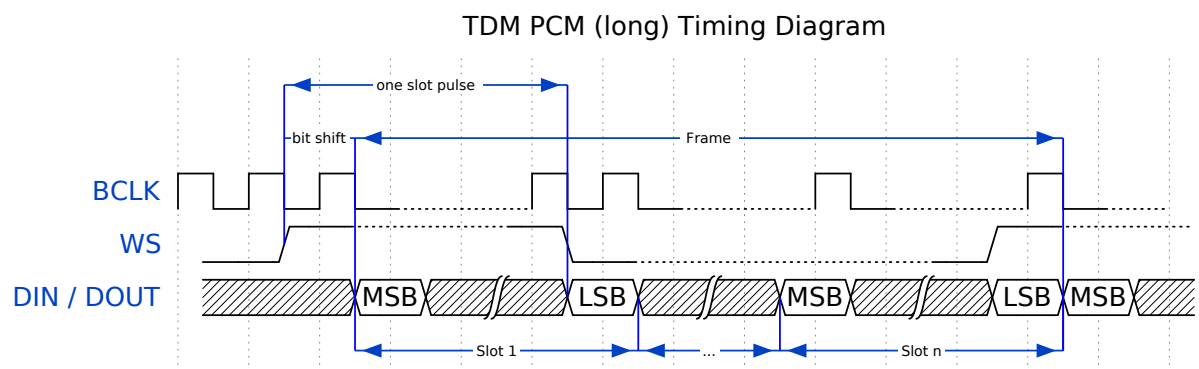 TDM PCM (long) Timing Diagram
one slot pulse
bit shift
Frame
BCLK
WS
DIN / DOUT
MSB
LSB
MSB
LSB
MSB
Slot 1
...
Slot n